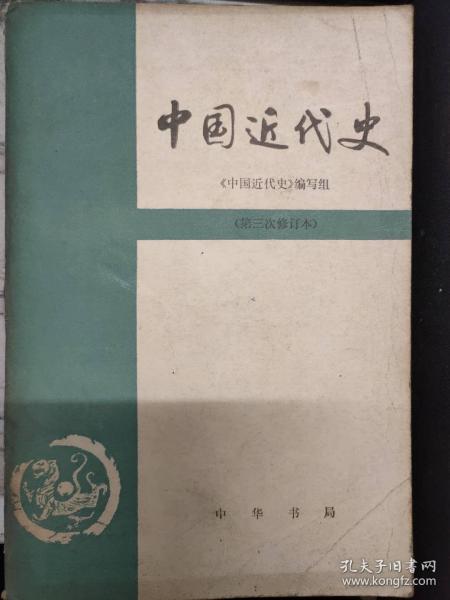 中国近代史
《中国近代史》编写组
(第三次修订本)
中华书局
孔夫子旧书网
www.kongfz.com